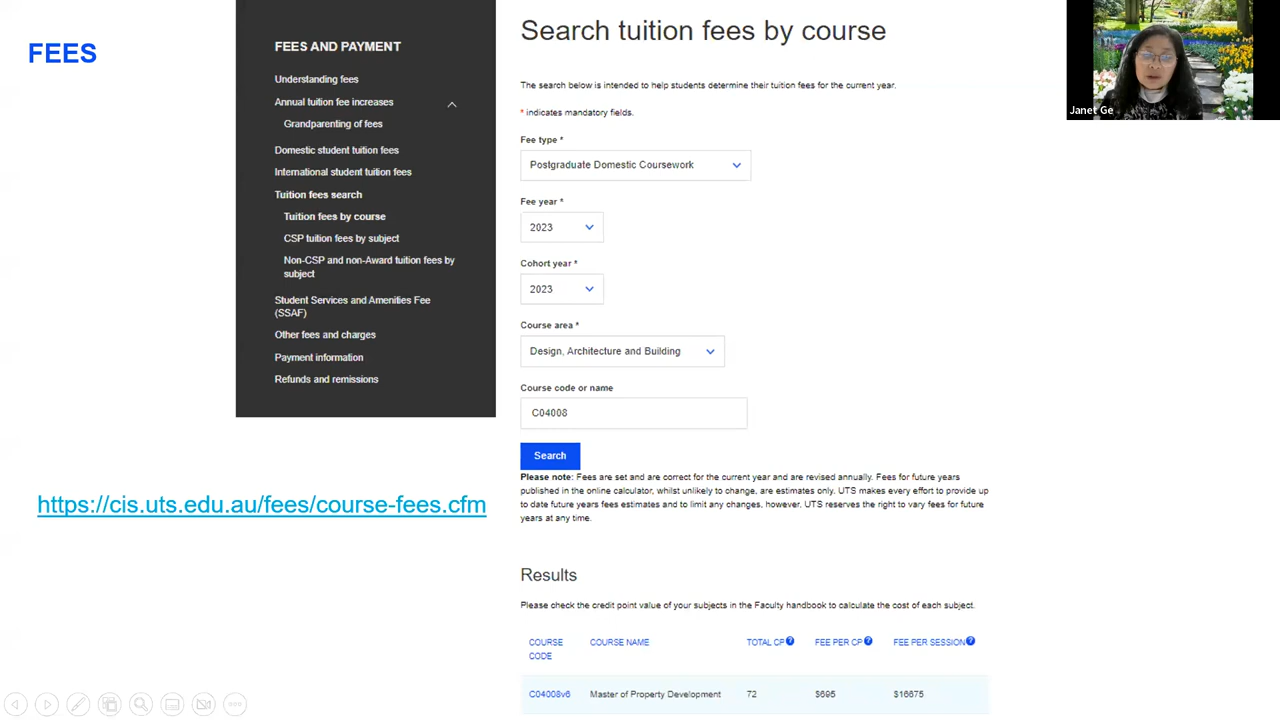 FEES
FEES AND PAYMENT
Understanding fees
Annual tuition fee increases
Grandparenting of fees
Domestic student tuition fees
International student tuition fees
Tuition fees search
Tuition fees by course
CSP tuition fees by subject
Non-CSP and non-Award tuition fees by
subject
Student Services and Amenities Fee
(SSAF)
Other fees and charges
Payment information
Refunds and remissions
https://cis.uts.edu.au/fees/course-fees.cfm
Search tuition fees by course
The search below is intended to help students determine their tuition fees for the current year.
* indicates mandatory fields.
Fee type *
Postgraduate Domestic Coursework
Fee year *
2023
Cohort year *
2023
Course area *
Design, Architecture and Building
Course code or name
C04008
Search
Please note: Fees are set and are correct for the current year and are revised annually. Fees for future years
published in the online calculator, whilst unlikely to change, are estimates only. UTS makes every effort to provide up
to date future years fees estimates and to limit any changes, however, UTS reserves the right to vary fees for future
years at any time.
Results
Please check the credit point value of your subjects in the Faculty handbook to calculate the cost of each subject.
COURSE CODE COURSE NAME TOTAL CP ? FEE PER CP ? FEE PER SESSION ?
C04008v6 Master of Property Development 72 $695 $16675
Janet Ge